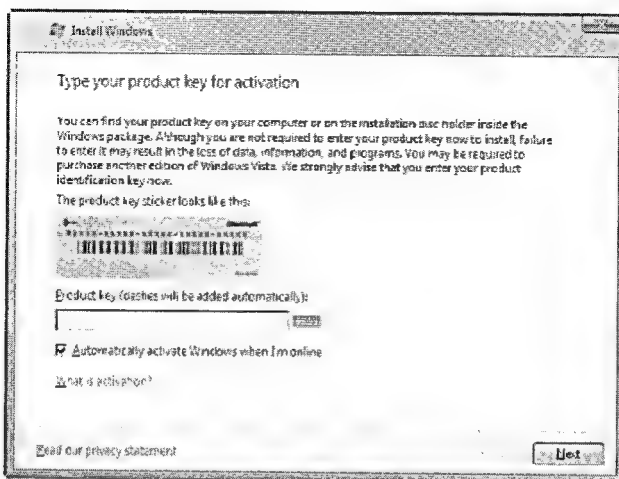 Install Windows
Type your product key for activation
You can find your product key on your computer or on the installation disc holder inside the
Windows package. Although you are not required to enter your product key now to install, failure
to enter it may result in the loss of data, information, and programs. You may be required to
purchase another edition of Windows Vista. We strongly advise that you enter your product
identification key now.
The product key sticker looks like this:
Product key (dashes will be added automatically):
Automatically activate Windows when I'm online
What is activation?
Read our privacy statement
Next